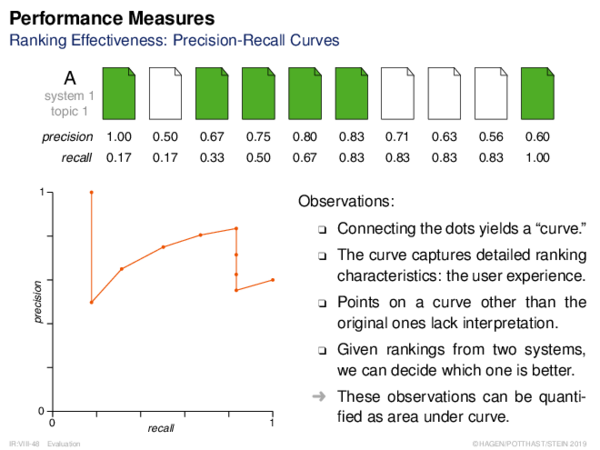 Performance Measures
Ranking Effectiveness: Precision-Recall Curves
A
system 1
topic 1
precision 1.00 0.50 0.67 0.75 0.80 0.83 0.71 0.63 0.56 0.60
recall 0.17 0.17 0.33 0.50 0.67 0.83 0.83 0.83 0.83 1.00
1
precision
0
0
recall
1
Observations:
❏ Connecting the dots yields a “curve.”
❏ The curve captures detailed ranking
characteristics: the user experience.
❏ Points on a curve other than the
original ones lack interpretation.
❏ Given rankings from two systems,
we can decide which one is better.
➜ These observations can be quanti-
fied as area under curve.
IR:VIII-48 Evaluation
©HAGEN/POTTHAST/STEIN 2019